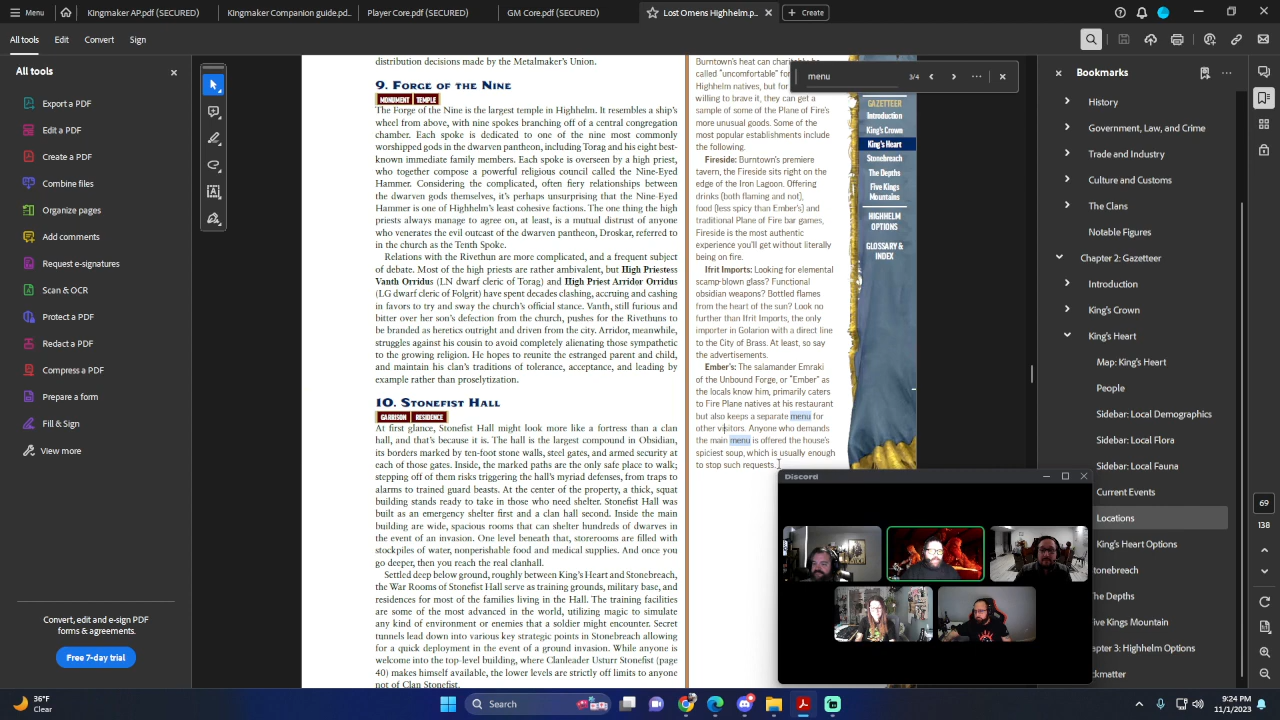 Menu
Kingmaker AP.pdf (SECURED)
Kingmaker Companion guide.pd...
Player Core.pdf (SECURED)
GM Core.pdf (SECURED)
Lost Omens Highhelm.pdf...
Create
All tools
Edit
Convert
Sign
All tools
Export a PDF
Edit a PDF
Create a PDF
Combine files
Organize pages
Add comments
Request e-signatures
Scan & OCR
Protect a PDF
Redact a PDF
Compress a PDF
Prepare a form
Fill & Sign
View more
Convert, edit and e-sign PDF
forms & agreements.
Free 7-day trial
distribution decisions made by the Metalmaker's Union.
9. Forge of the Nine
MONUMENT TEMPLE
The Forge of the Nine is the largest temple in Highhelm. It resembles a ship's
wheel from above, with nine spokes branching off of a central congregation
chamber. Each spoke is dedicated to one of the nine most commonly
worshipped gods in the dwarven pantheon, including Torag and his eight best-
known immediate family members. Each spoke is overseen by a high priest,
who together compose a powerful religious council called the Nine-Eyed
Hammer. Considering the complicated, often fiery relationships between
the dwarven gods themselves, it's perhaps unsurprising that the Nine-Eyed
Hammer is one of Highhelm's least cohesive factions. The one thing the high
priests always manage to agree on, at least, is a mutual distrust of anyone
who venerates the evil outcast of the dwarven pantheon, Droskar, referred to
in the church as the Tenth Spoke.
Relations with the Rivethun are more complicated, and a frequent subject
of debate. Most of the high priests are rather ambivalent, but High Priestess
Vanth Orridus (LN dwarf cleric of Torag) and High Priest Arridor Orridus
(LG dwarf cleric of Folgrit) have spent decades clashing, accruing and cashing
in favors to try and sway the church's official stance. Vanth, still furious and
bitter over her son's defection from the church, pushes for the Rivethuns to
be branded as heretics outright and driven from the city. Arridor, meanwhile,
struggles against his cousin to avoid completely alienating those sympathetic
to the growing religion. He hopes to reunite the estranged parent and child,
and maintain his clan's traditions of tolerance, acceptance, and leading by
example rather than proselytization.
10. Stonefist Hall
GARRISON RESIDENCE
At first glance, Stonefist Hall might look more like a fortress than a clan
hall, and that's because it is. The hall is the largest compound in Obsidian,
its borders marked by ten-foot stone walls, steel gates, and armed security at
each of those gates. Inside, the marked paths are the only safe place to walk;
stepping off of them risks triggering the hall's myriad defenses, from traps to
alarms to trained guard beasts. At the center of the property, a thick, squat
building stands ready to take in those who need shelter. Stonefist Hall was
built as an emergency shelter first and a clan hall second. Inside the main
building are wide, spacious rooms that can shelter hundreds of dwarves in
the event of an invasion. One level beneath that, storerooms are filled with
stockpiles of water, nonperishable food and medical supplies. And once you
go deeper, then you reach the real clanhall.
Settled deep below ground, roughly between King's Heart and Stonebreach,
the War Rooms of Stonefist Hall serve as training grounds, military base, and
residences for most of the families living in the Hall. The training facilities
are some of the most advanced in the world, utilizing magic to simulate
any kind of environment or enemies that a soldier might encounter. Secret
tunnels lead down into various key strategic points in Stonebreach allowing
for a quick deployment in the event of a ground invasion. While anyone is
welcome into the top-level building, where Clanleader Usturr Stonefist (page
40) makes himself available, the lower levels are strictly off limits to anyone
not of Clan Stonefist.
Burntown's heat can charitably be
called "uncomfortable" for
Highhelm natives, but for
willing to brave it, they can get a
sample of some of the Plane of Fire's
more unusual goods. Some of the
most popular establishments include
the following.
Fireside: Burntown's premiere
tavern, the Fireside sits right on the
edge of the Iron Lagoon. Offering
drinks (both flaming and not),
food (less spicy than Ember's) and
traditional Plane of Fire bar games,
Fireside is the most authentic
experience you'll get without literally
being on fire.
Ifrit Imports: Looking for elemental
scamp-blown glass? Functional
obsidian weapons? Bottled flames
from the heart of the sun? Look no
further than Ifrit Imports, the only
importer in Golarion with a direct line
to the City of Brass. At least, so say
the advertisements.
Ember's: The salamander Emraki
of the Unbound Forge, or "Ember" as
the locals know him, primarily caters
to Fire Plane natives at his restaurant
but also keeps a separate menu for
other visitors. Anyone who demands
the main menu is offered the house's
spiciest soup, which is usually enough
to stop such requests.
menu
3/4
GAZETTEER
Introduction
King's Crown
King's Heart
Stonebreach
The Depths
Five Kings
Mountains
HIGHHELM
OPTIONS
GLOSSARY &
INDEX
Bookmarks
History
Government, Law, and Crime
Trade and Industry
Culture and Customs
The Clans
Notable Figures
Chapter 2: Gazetteer
Introduction
King's Crown
King's Heart
Map: King's Heart
People
Sidebar: Local Demographics
Sidebar: Local Flora
Sidebar: Local Fauna
Current Events
Locations
King's Heart Options
tonebreach
he Depths
ive Kings Mountain
hapter 3: Highhelm Options
ckmatter
69
138
Discord
36°F
Clear
Search
9:24 PM
11/2/2023